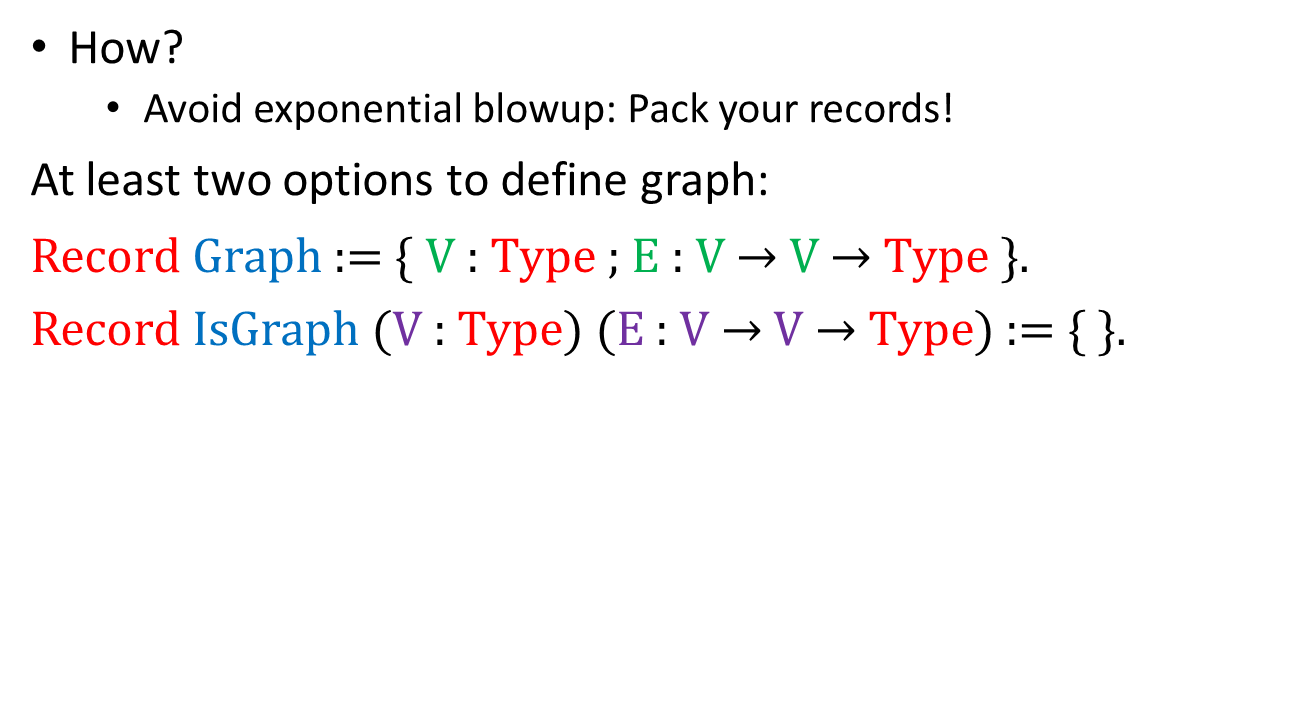 • How?
• Avoid exponential blowup: Pack your records!
At least two options to define graph:
Record Graph := { V : Type ; E : V → V → Type }.
Record IsGraph (V : Type) (E : V → V → Type) := { }.